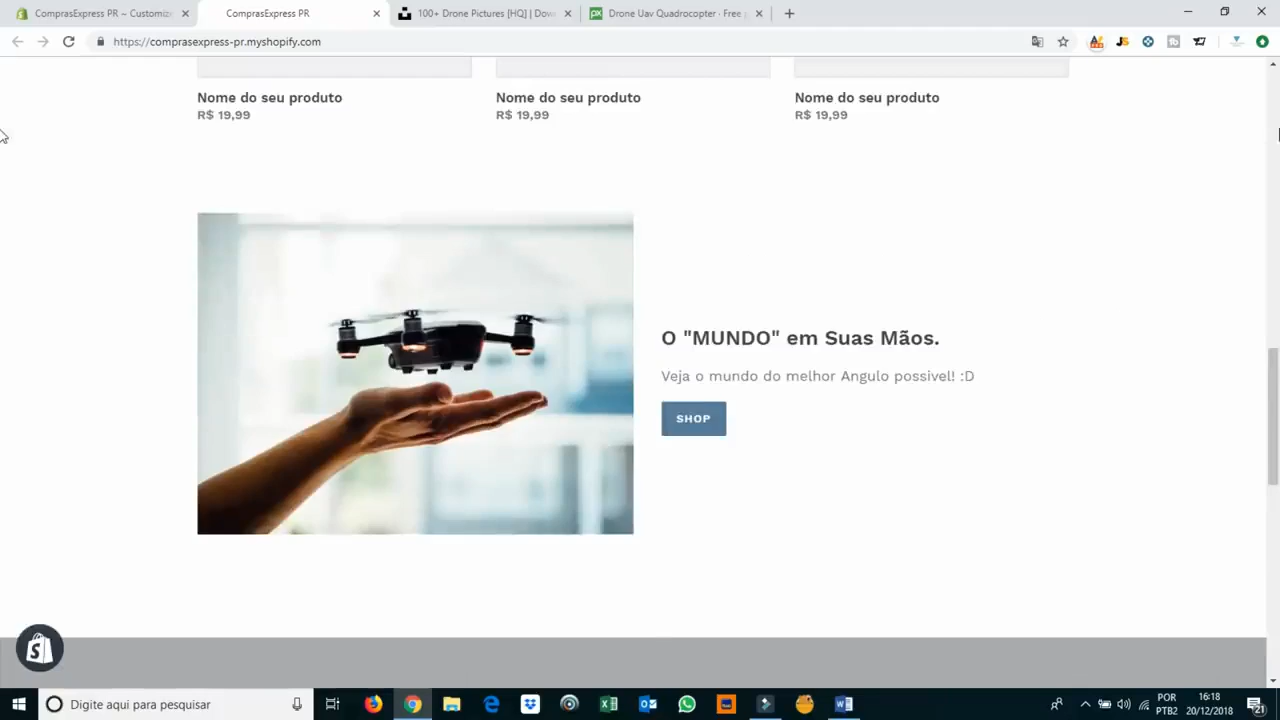 ComprasExpress PR ~ Customiz
ComprasExpress PR
100+ Drone Pictures [HQ] | Dow
Drone Uav Quadrocopter · Free
https://comprasexpress-pr.myshopify.com
Nome do seu produto
R$ 19,99
Nome do seu produto
R$ 19,99
Nome do seu produto
R$ 19,99
O "MUNDO" em Suas Mãos.
Veja o mundo do melhor Angulo possivel! :D
SHOP
Digite aqui para pesquisar
POR
PTB2
16:18
20/12/2018
21